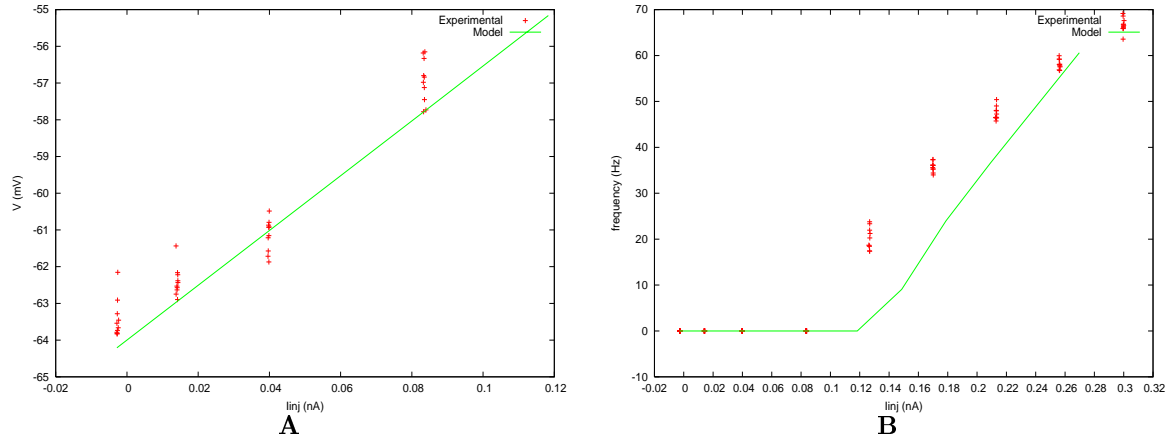 -55
-56
-57
-58
-59
-60
-61
-62
-63
-64
-65
-0.02 0 0.02 0.04 0.06 0.08 0.1 0.12
V (mV)
Iinj (nA)
Experimental
Model
A
70
60
50
40
30
20
10
0
-10
-0.02 0 0.02 0.04 0.06 0.08 0.1 0.12 0.14 0.16 0.18 0.2 0.22 0.24 0.26 0.28 0.3 0.32
frequency (Hz)
Iinj (nA)
Experimental
Model
B